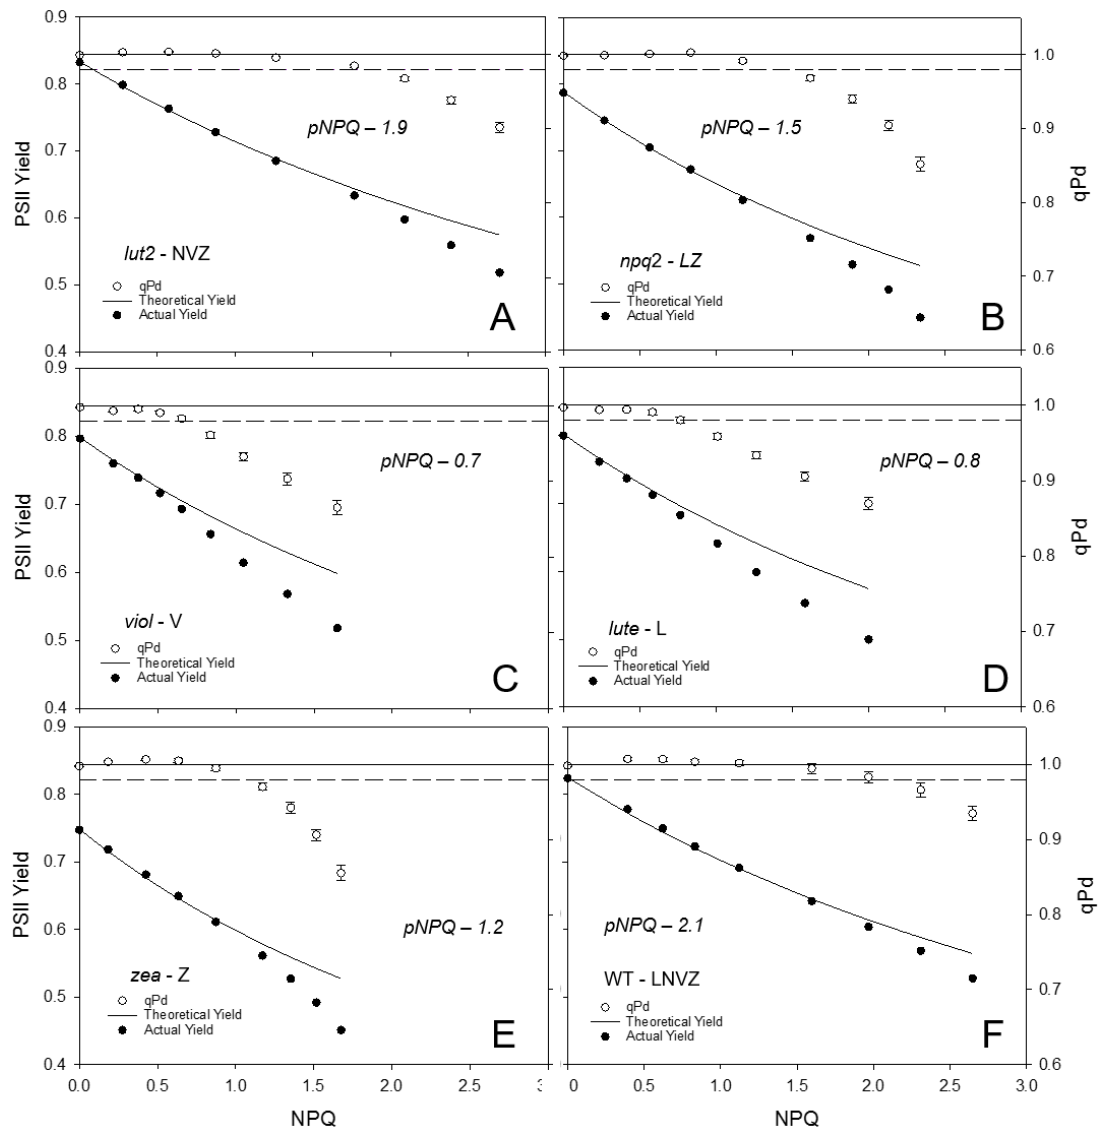 0.9
0.8
0.7
0.6
0.5
0.4
PSII Yield
pNPQ – 1.9
lut2 - NVZ
qPd
Theoretical Yield
Actual Yield
A
pNPQ – 1.5
npq2 - LZ
qPd
Theoretical Yield
Actual Yield
B
1.0
0.9
0.8
0.7
0.6
qPd
0.9
0.8
0.7
0.6
0.5
0.4
PSII Yield
pNPQ – 0.7
viol - V
qPd
Theoretical Yield
Actual Yield
C
pNPQ – 0.8
lute - L
qPd
Theoretical Yield
Actual Yield
D
1.0
0.9
0.8
0.7
0.6
qPd
0.9
0.8
0.7
0.6
0.5
0.4
PSII Yield
pNPQ – 1.2
zea - Z
qPd
Theoretical Yield
Actual Yield
E
0.0 0.5 1.0 1.5 2.0 2.5
NPQ
pNPQ – 2.1
WT - LNVZ
qPd
Theoretical Yield
Actual Yield
F
1.0
0.9
0.8
0.7
0.6
qPd
0.5 1.0 1.5 2.0 2.5 3.0
NPQ